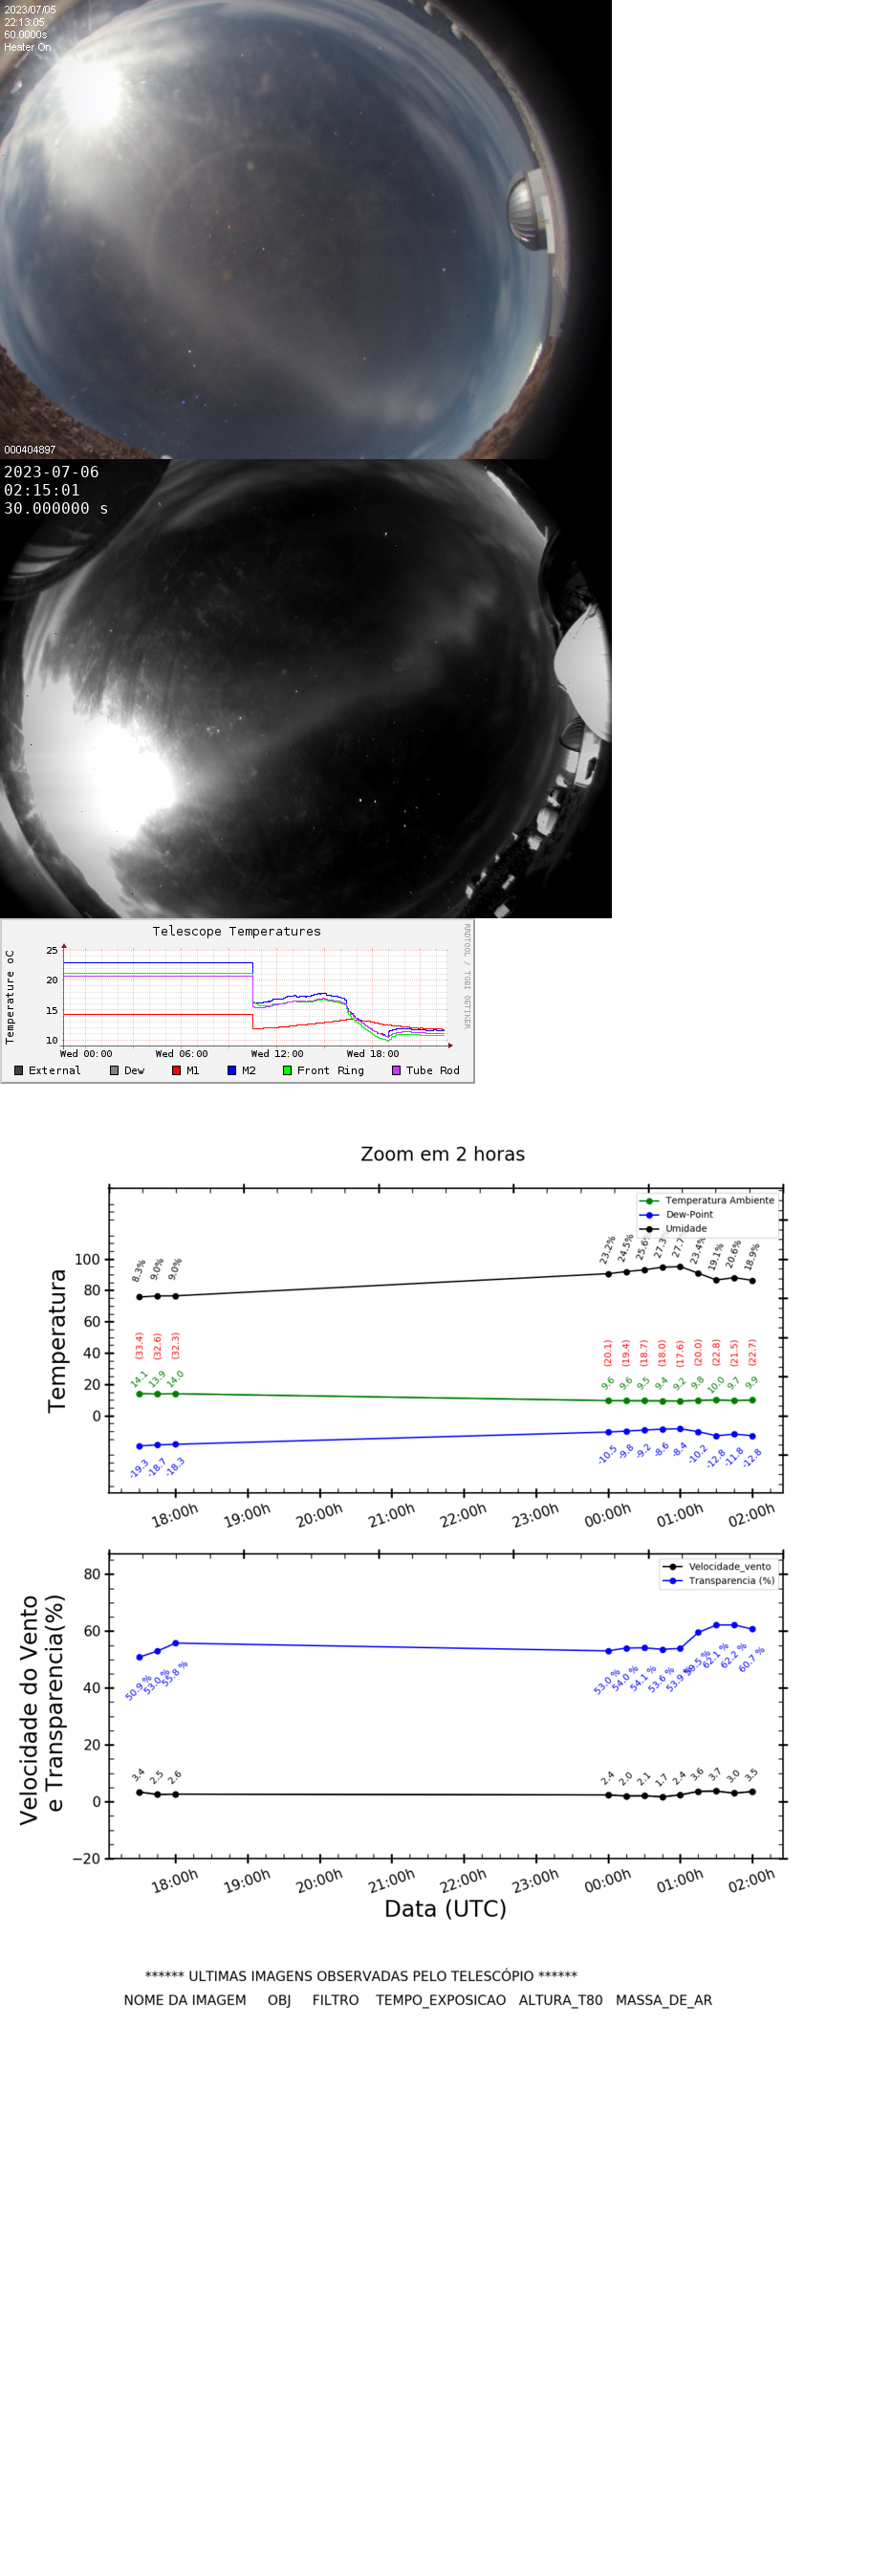 2023/07/05
22:13:05
60.0000s
Heater On
000404897
2023-07-06
02:15:01
30.000000 s
Telescope Temperatures
RRDTOOL / TOBI OETIKER
Temperature oC
25
20
15
10
Wed 00:00 Wed 06:00 Wed 12:00 Wed 18:00
External Dew M1 M2 Front Ring Tube Rod
Zoom em 2 horas
Temperatura Ambiente
Dew-Point
Umidade
Temperatura
100
80
60
40
20
0
8.3% 9.0% 9.0% 23.2% 24.5% 25.6 27.3 27.7 23.4% 19.1% 20.6% 18.9%
(33.4) (32.6) (32.3) (20.1) (19.4) (18.7) (18.0) (17.6) (20.0) (22.8) (21.5) (22.7)
14.1 13.9 14.0 9.6 9.6 9.5 9.4 9.2 9.8 10.0 9.7 9.9
-19.3 -18.7 -18.3 -10.5 -9.8 -9.2 -8.6 -8.4 -10.2 -12.8 -11.8 -12.8
18:00h 19:00h 20:00h 21:00h 22:00h 23:00h 00:00h 01:00h 02:00h
Velocidade_vento
Transparencia (%)
Velocidade do Vento
e Transparencia(%)
80
60
40
20
0
−20
50.9 % 53.0 % 55.8 % 53.0 % 54.0 % 54.1 % 53.6 % 53.9 % 59.5 % 62.1 % 62.2 % 60.7 %
3.4 2.5 2.6 2.4 2.0 2.1 1.7 2.4 3.6 3.7 3.0 3.5
18:00h 19:00h 20:00h 21:00h 22:00h 23:00h 00:00h 01:00h 02:00h
Data (UTC)
****** ULTIMAS IMAGENS OBSERVADAS PELO TELESCÓPIO ******
NOME DA IMAGEM OBJ FILTRO TEMPO_EXPOSICAO ALTURA_T80 MASSA_DE_AR